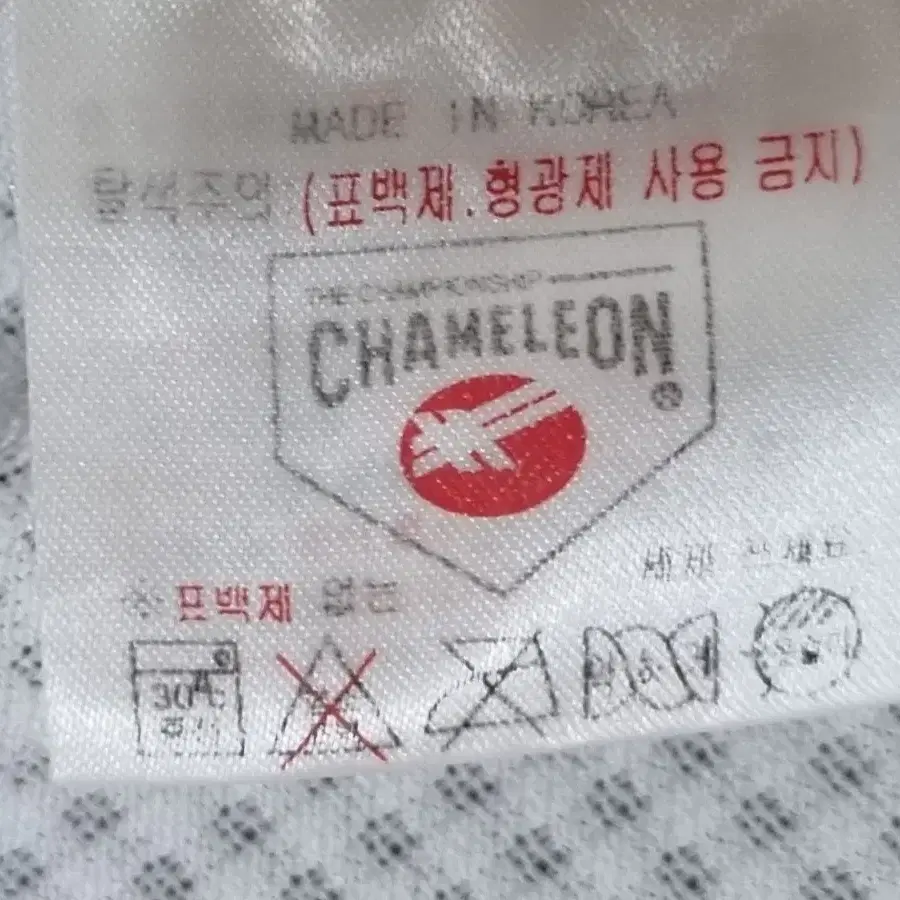 MADE IN KOREA
탈색주의 (표백제.형광제 사용 금지)
THE CHAMPIONSHIP
CHAMELEON ®
표백제
30